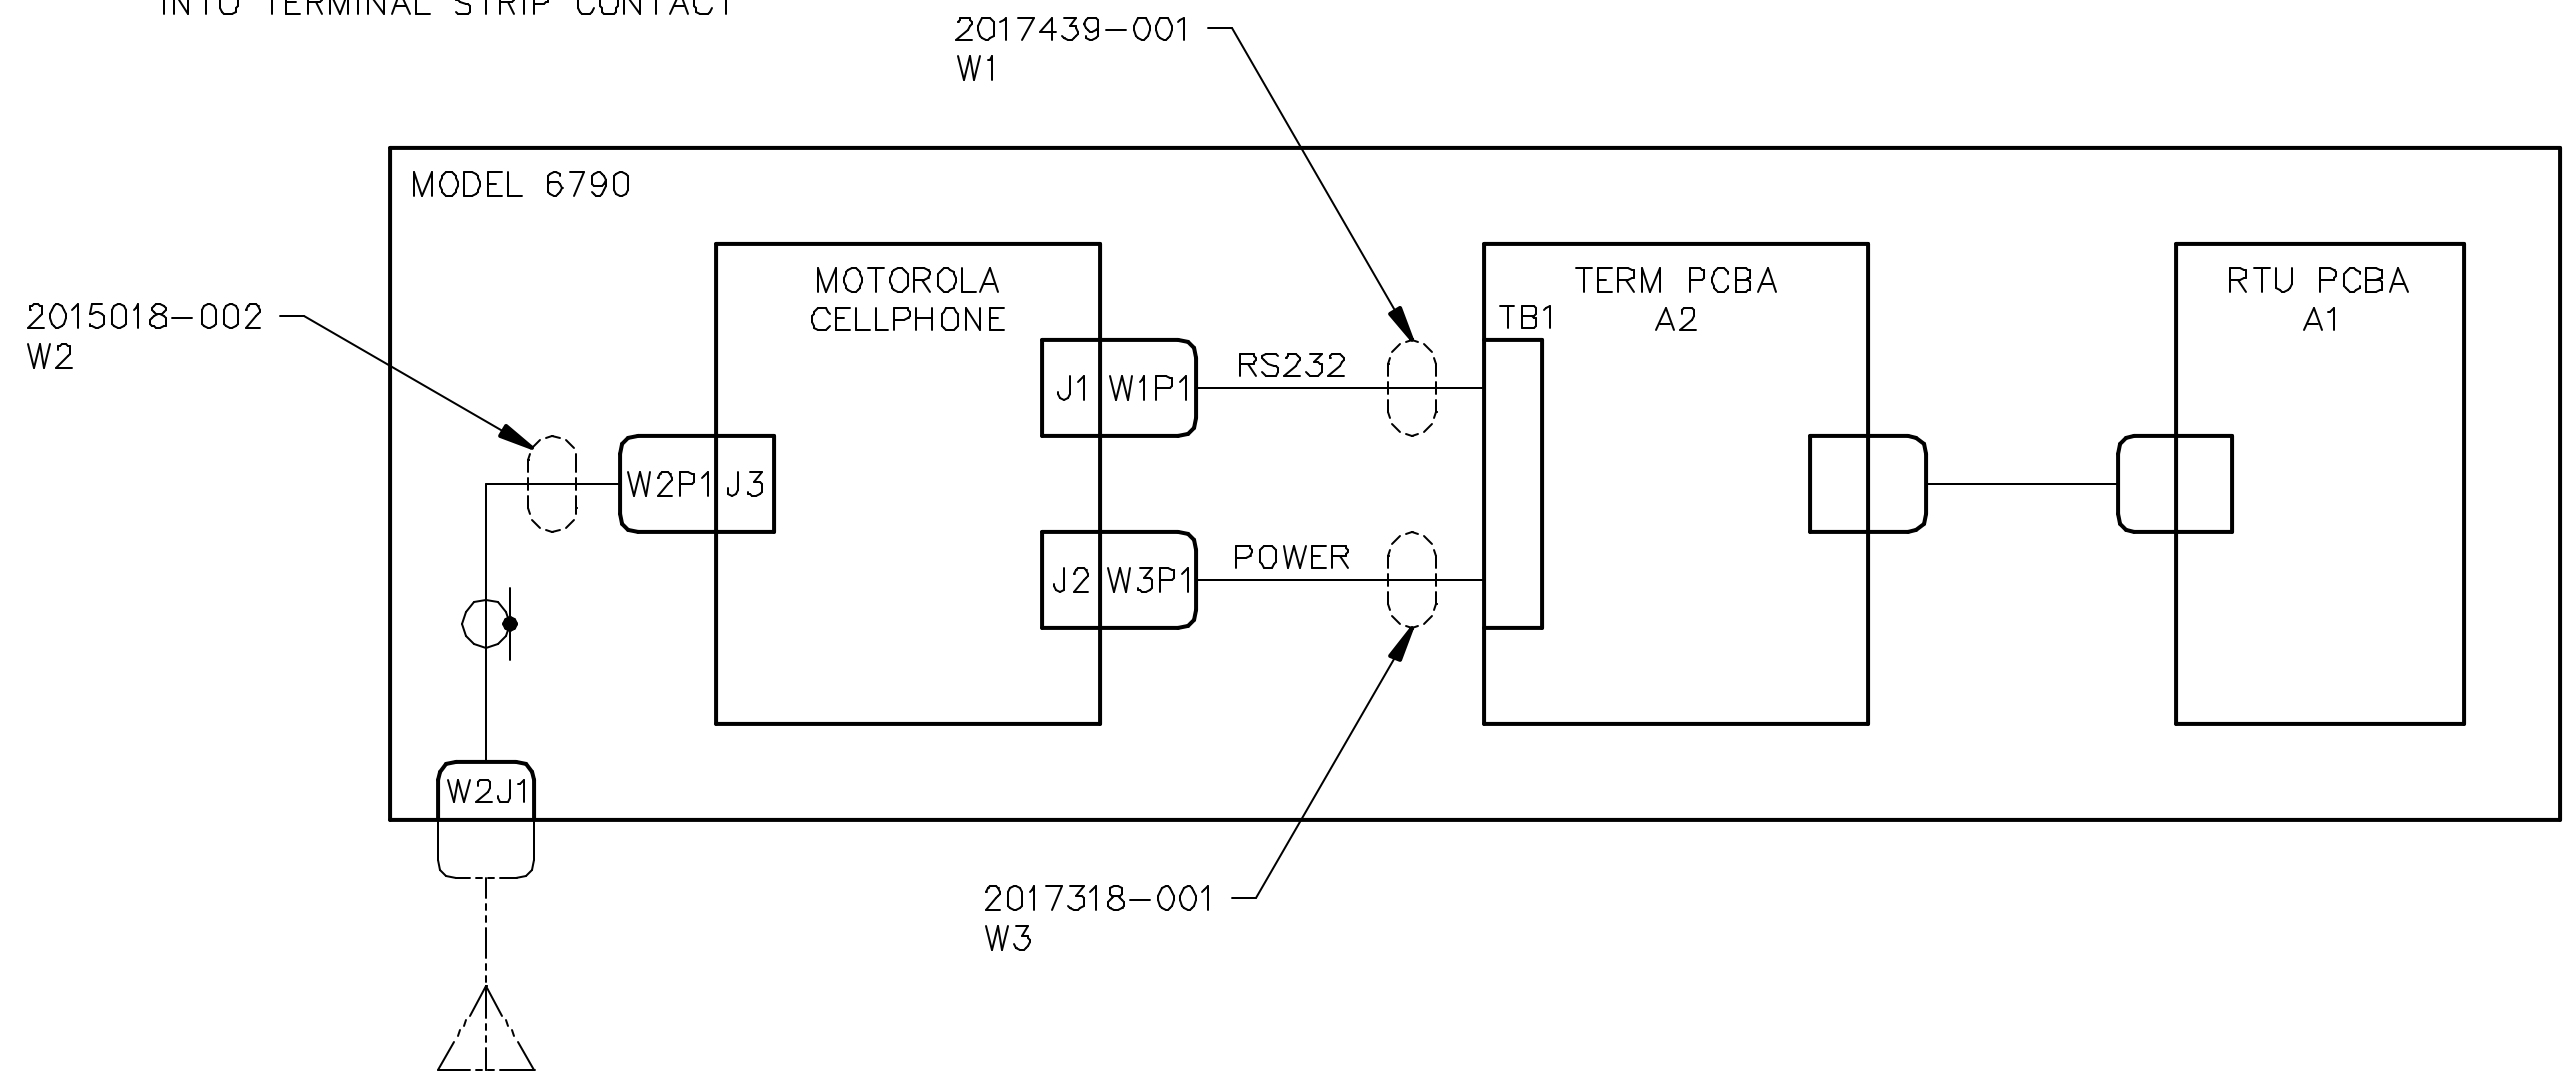 INTO TERMINAL STRIP CONTACT
2017439-001
W1
MODEL 6790
MOTOROLA
CELLPHONE
TERM PCBA
A2
RTU PCBA
A1
2015018-002
W2
TB1
RS232
J1 W1P1
W2P1 J3
POWER
J2 W3P1
W2J1
2017318-001
W3